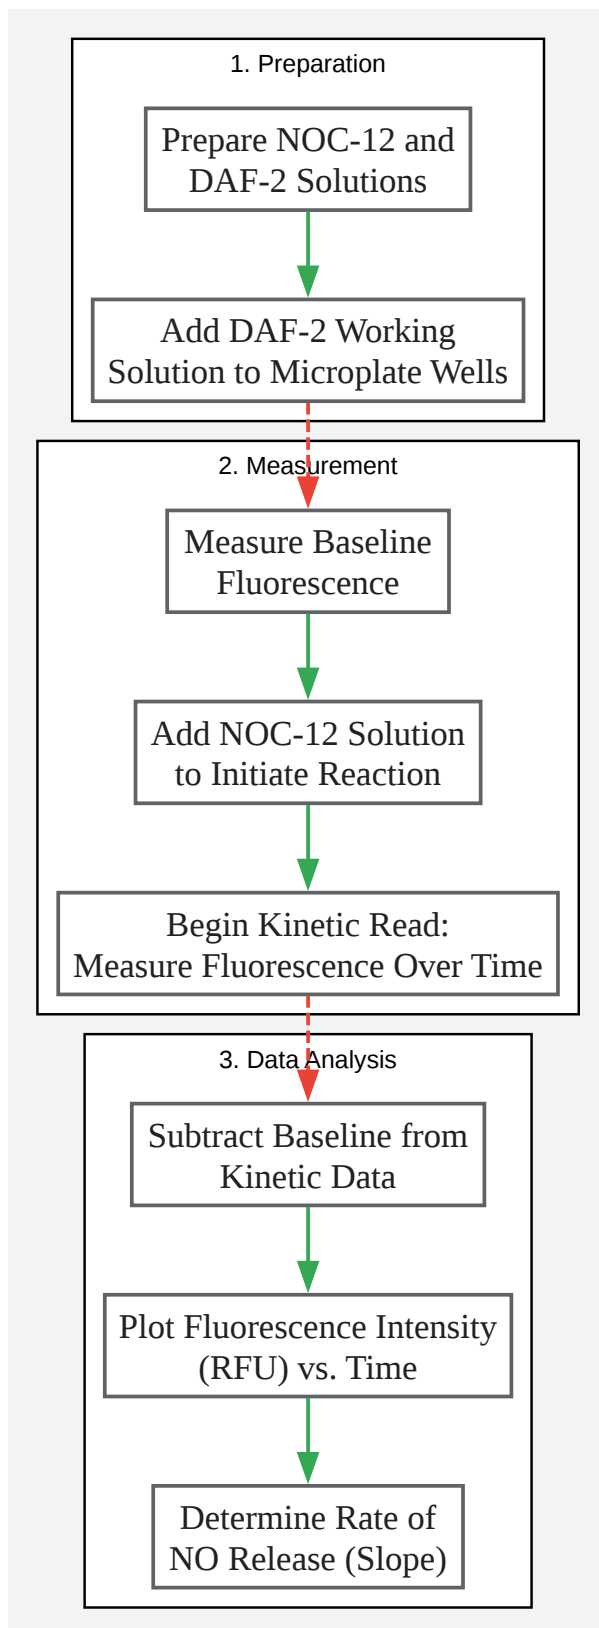 1. Preparation
Prepare NOC-12 and
DAF-2 Solutions
Add DAF-2 Working
Solution to Microplate Wells
2. Measurement
Measure Baseline
Fluorescence
Add NOC-12 Solution
to Initiate Reaction
Begin Kinetic Read:
Measure Fluorescence Over Time
3. Data Analysis
Subtract Baseline from
Kinetic Data
Plot Fluorescence Intensity
(RFU) vs. Time
Determine Rate of
NO Release (Slope)